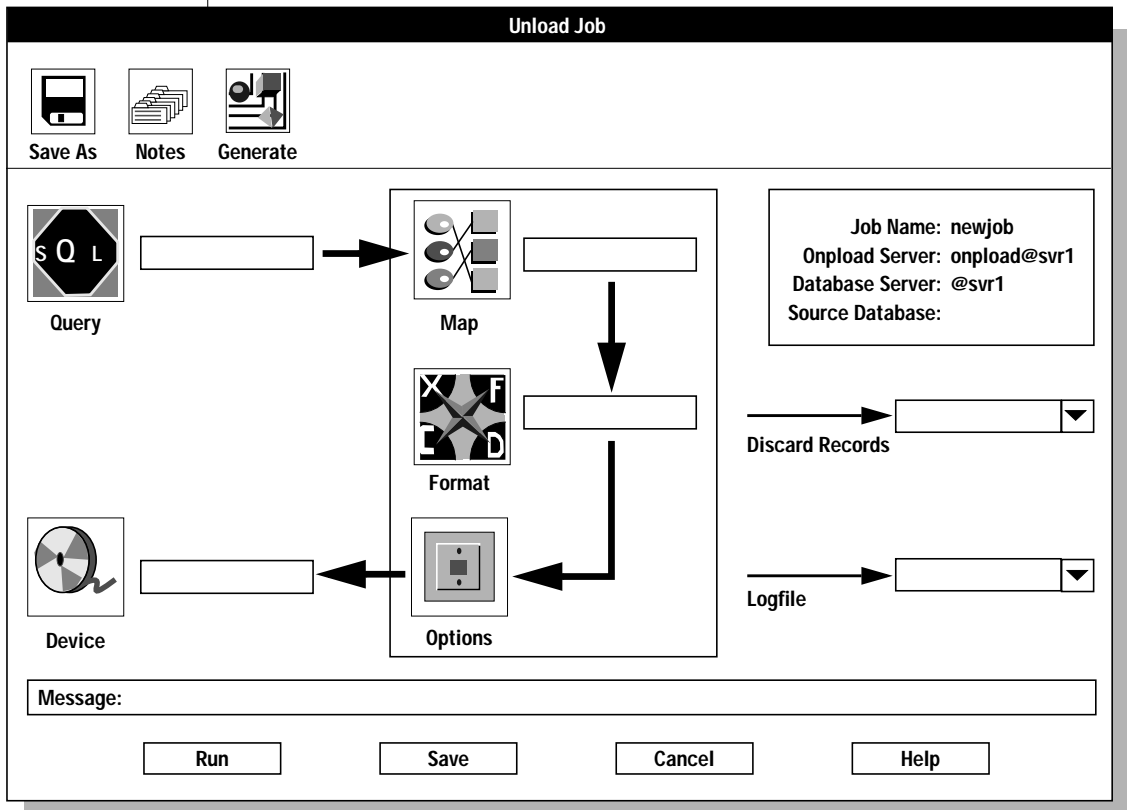 Unload Job
Save As
Notes
Generate
S Q L
Query
Map
X F
C D
Format
Device
Options
Job Name: newjob
Onpload Server: onpload@svr1
Database Server: @svr1
Source Database:
Discard Records
Logfile
Message:
Run
Save
Cancel
Help